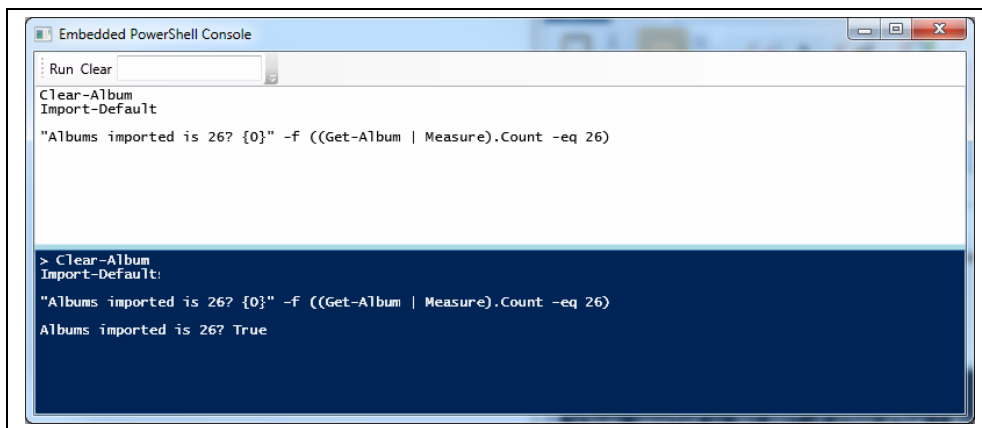 Embedded PowerShell Console
Run Clear
Clear-Album
Import-Default
"Albums imported is 26? {0}" -f ((Get-Album | Measure).Count -eq 26)
> Clear-Album
Import-Default
"Albums imported is 26? {0}" -f ((Get-Album | Measure).Count -eq 26)
Albums imported is 26? True